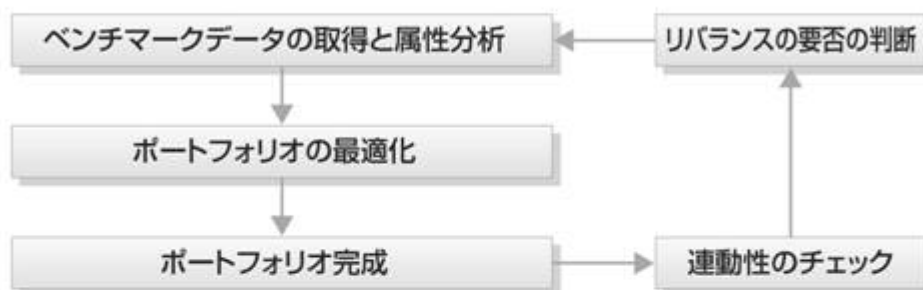 ベンチマークデータの取得と属性分析
リバランスの要否の判断
ポートフォリオの最適化
ポートフォリオ完成
連動性のチェック